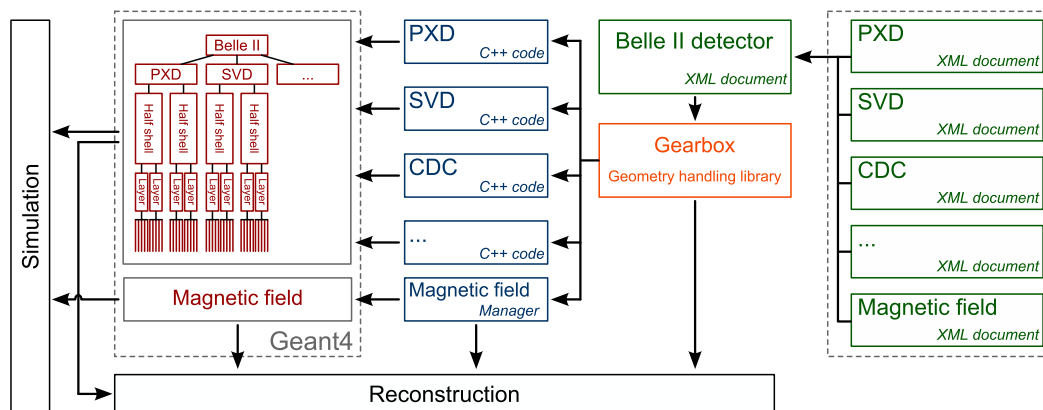 Simulation
Belle II
PXD
SVD
...
Half shell
Half shell
Half shell
Half shell
Layer
Layer
Layer
Layer
Layer
Layer
Layer
Layer
Magnetic field
Geant4
PXD
C++ code
SVD
C++ code
CDC
C++ code
...
C++ code
Magnetic field
Manager
Belle II detector
XML document
Gearbox
Geometry handling library
PXD
XML document
SVD
XML document
CDC
XML document
...
XML document
Magnetic field
XML document
Reconstruction